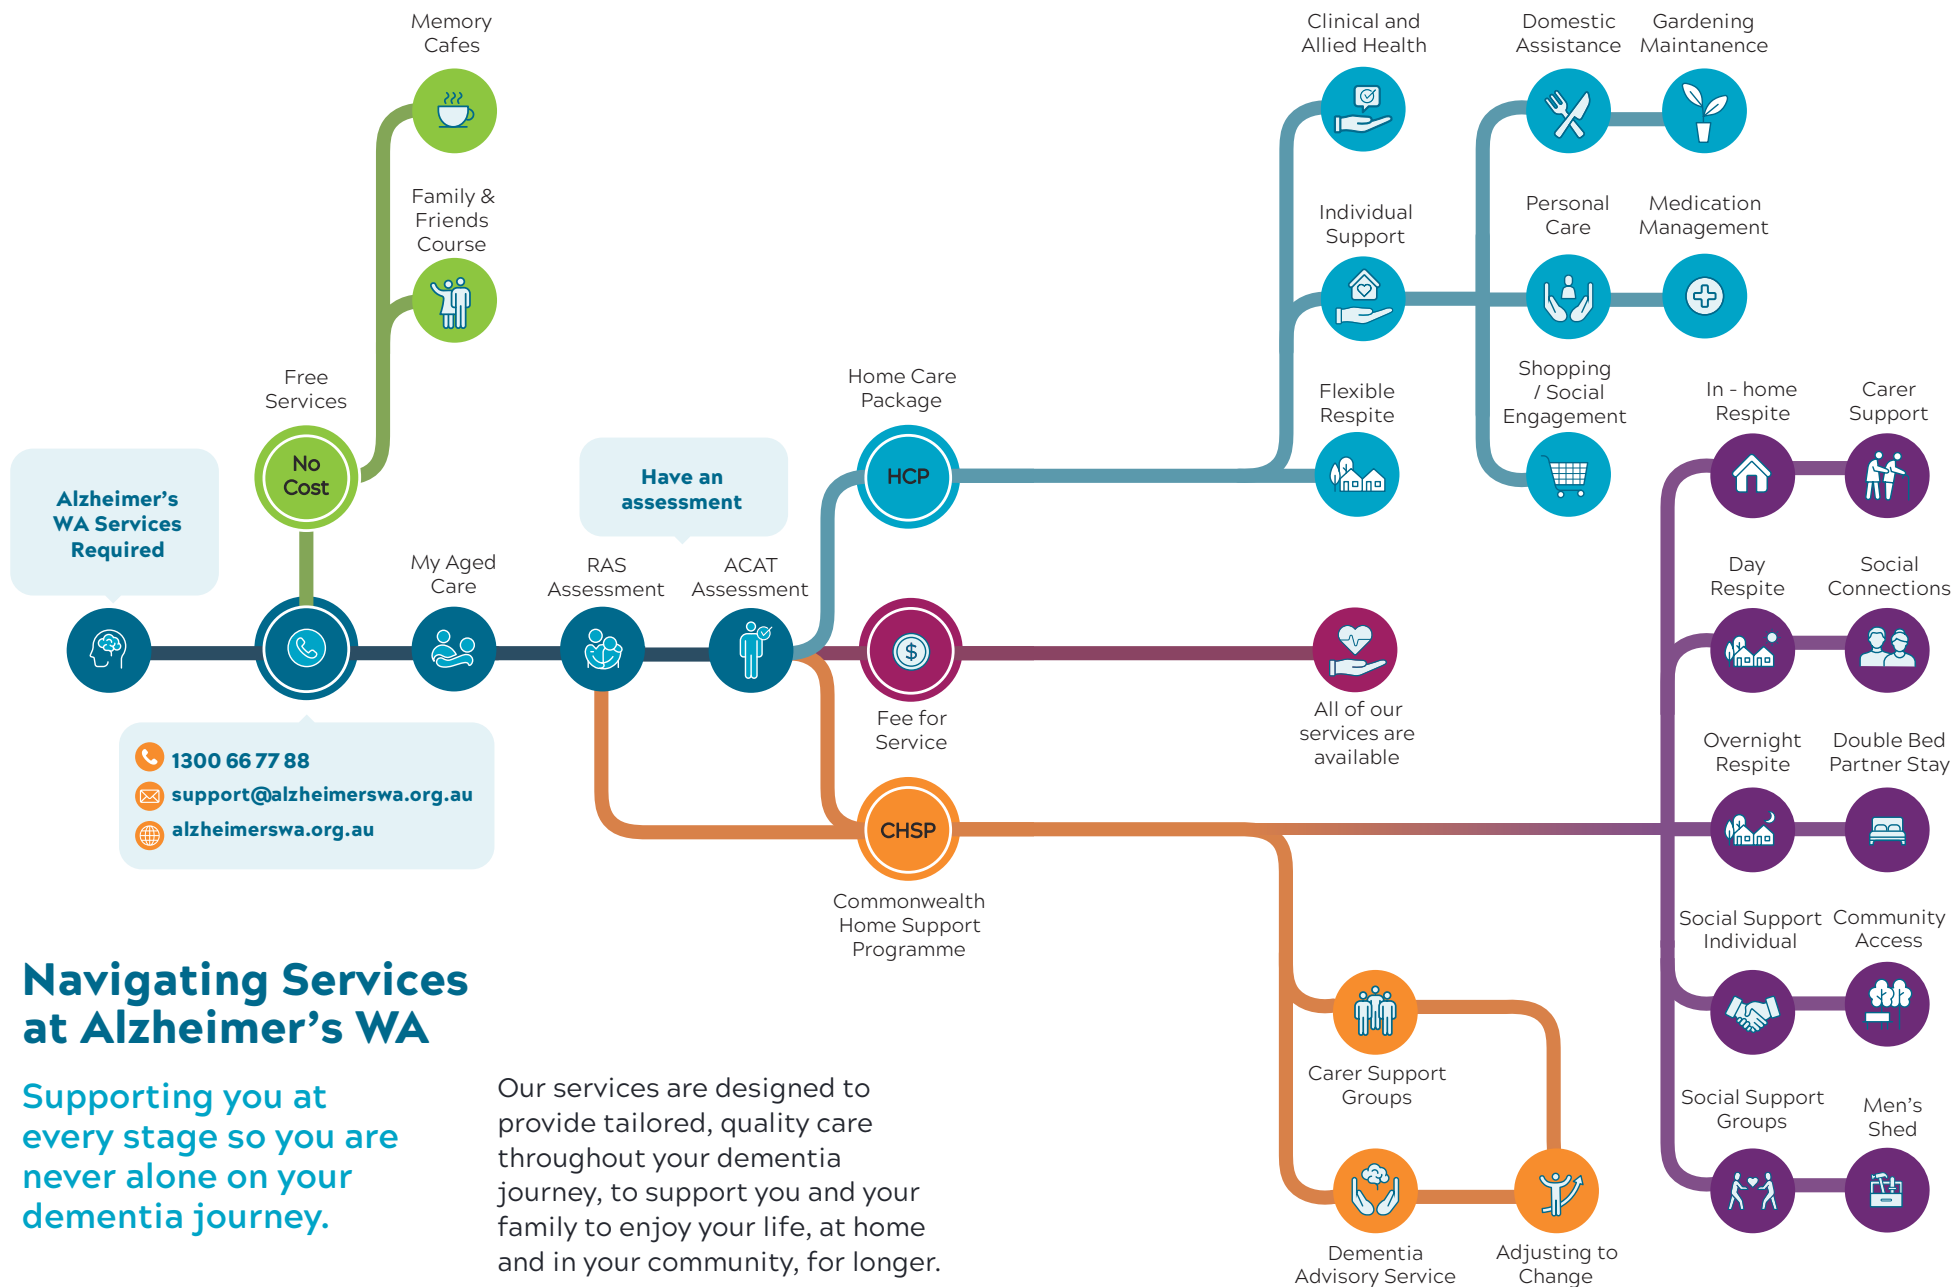 Memory
Cafes
Family &
Friends
Course
Free
Services
No
Cost
Alzheimer's
WA Services
Required
1300 66 77 88
support@alzheimerswa.org.au
alzheimerswa.org.au
My Aged
Care
Have an
assessment
RAS
Assessment
ACAT
Assessment
Home Care
Package
HCP
Fee for
Service
$
CHSP
Commonwealth
Home Support
Programme
Clinical and
Allied Health
Individual
Support
Flexible
Respite
Domestic
Assistance
Gardening
Maintanence
Personal
Care
Medication
Management
Shopping
/ Social
Engagement
All of our
services are
available
In - home
Respite
Carer
Support
Day
Respite
Social
Connections
Overnight
Respite
Double Bed
Partner Stay
Social Support
Individual
Community
Access
Social Support
Groups
Men's
Shed
Carer Support
Groups
Dementia
Advisory Service
Adjusting to
Change
Navigating Services
at Alzheimer's WA
Supporting you at
every stage so you are
never alone on your
dementia journey.
Our services are designed to
provide tailored, quality care
throughout your dementia
journey, to support you and your
family to enjoy your life, at home
and in your community, for longer.